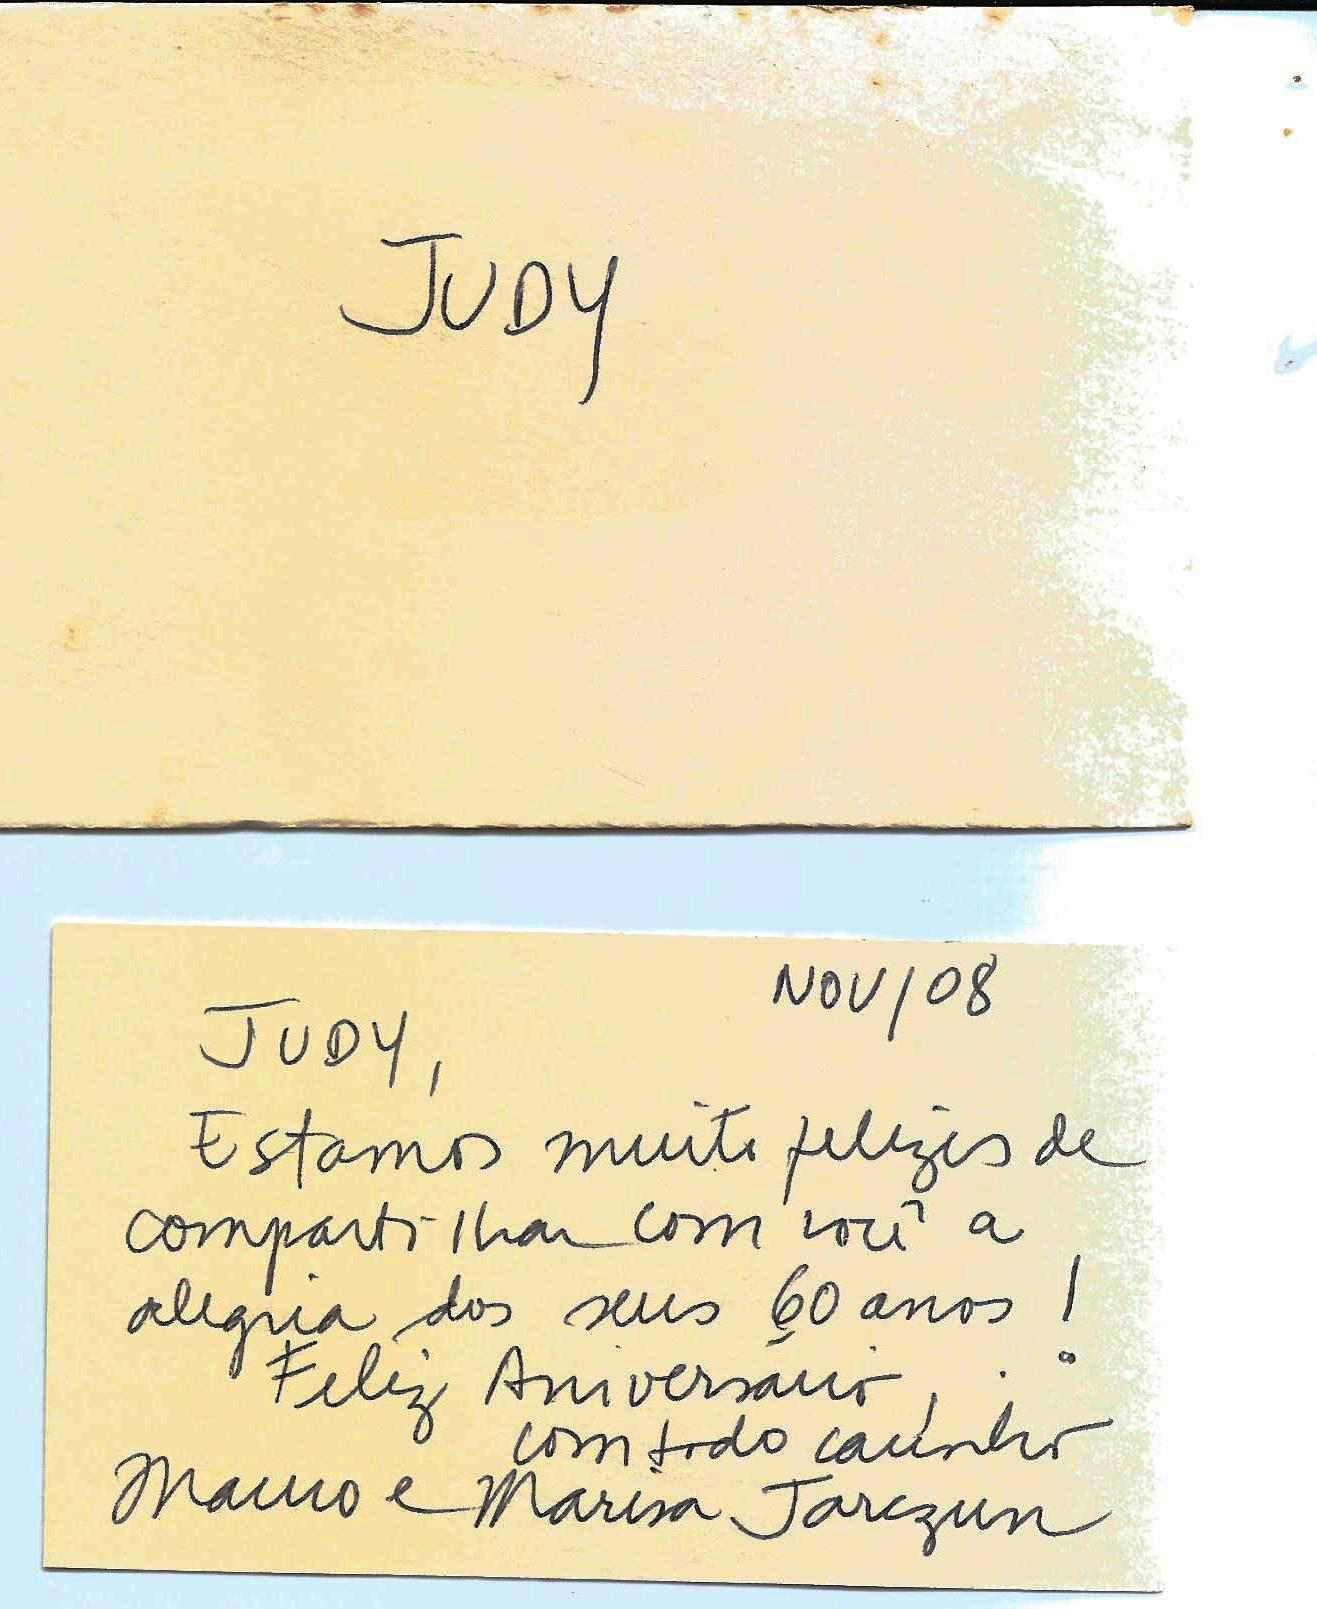 JUDY
NOV/08
JUDY,
Estamos muito felizes de
compartilhar com você a
alegria dos seus 60 anos!
Feliz Aniversário,
com todo carinho
Mauro e Marisa Jarczun